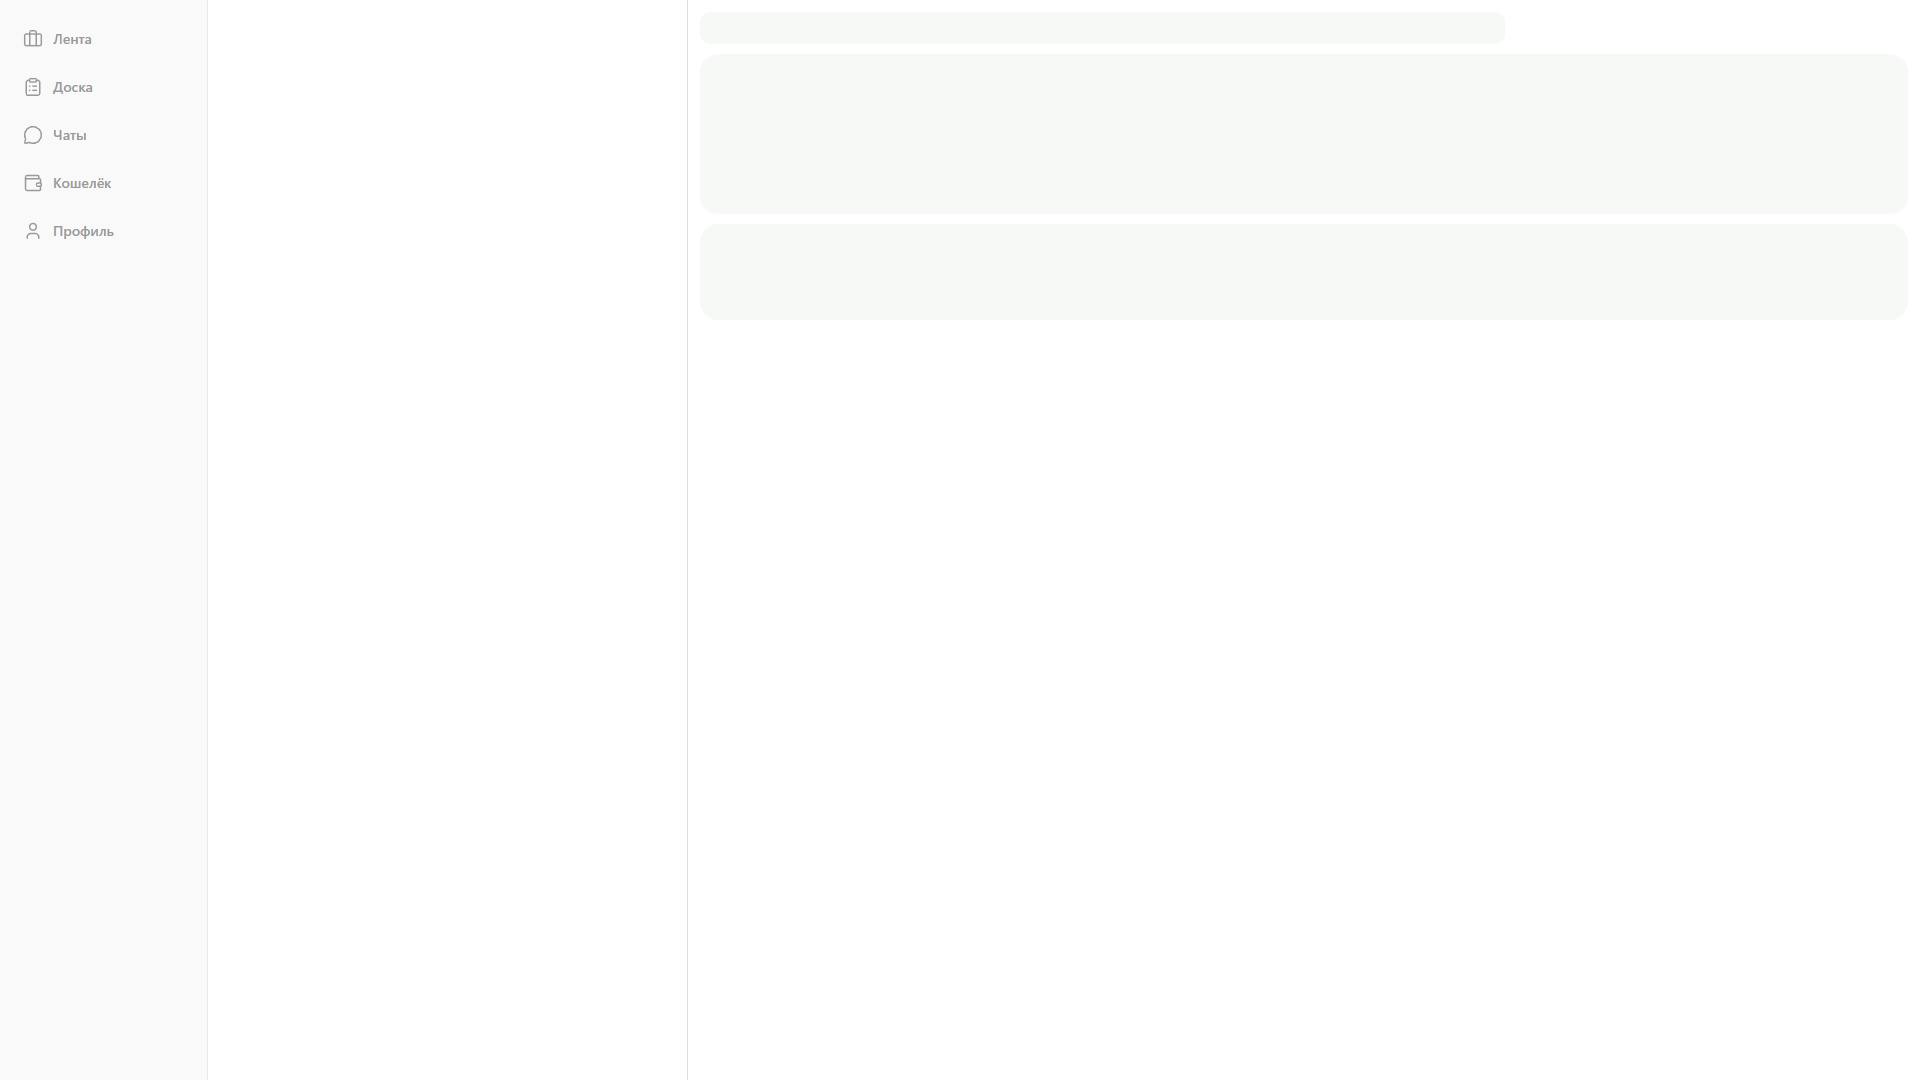 Лента
Доска
Чаты
Кошелёк
Профиль